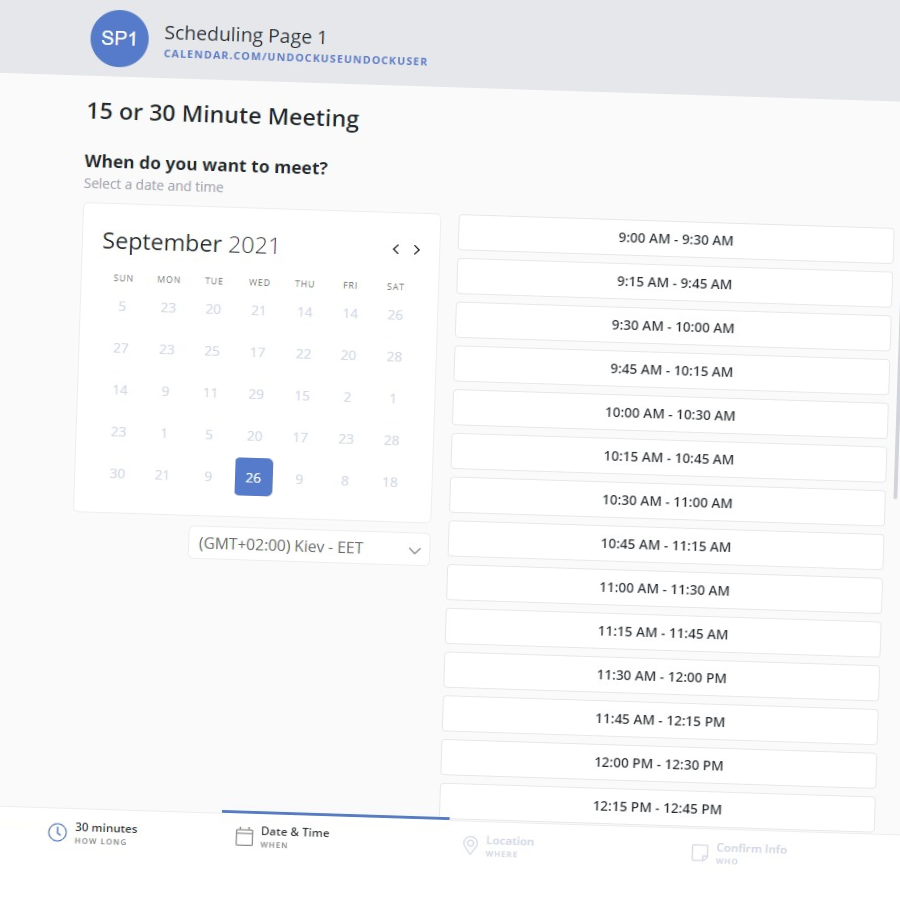 SP1
Scheduling Page 1
CALENDAR.COM/UNDOCKUSEUNDOCKUSER
15 or 30 Minute Meeting
When do you want to meet?
Select a date and time
September 2021
SUN MON TUE WED THU FRI SAT
5 23 20 21 14 14 26
27 23 25 17 22 20 28
14 9 11 29 15 2 1
23 1 5 20 17 23 28
30 21 9 26 9 8 18
(GMT+02:00) Kiev - EET
9:00 AM - 9:30 AM
9:15 AM - 9:45 AM
9:30 AM - 10:00 AM
9:45 AM - 10:15 AM
10:00 AM - 10:30 AM
10:15 AM - 10:45 AM
10:30 AM - 11:00 AM
10:45 AM - 11:15 AM
11:00 AM - 11:30 AM
11:15 AM - 11:45 AM
11:30 AM - 12:00 PM
11:45 AM - 12:15 PM
12:00 PM - 12:30 PM
12:15 PM - 12:45 PM
30 minutes
HOW LONG
Date & Time
WHEN
Location
WHERE
Confirm Info
WHO